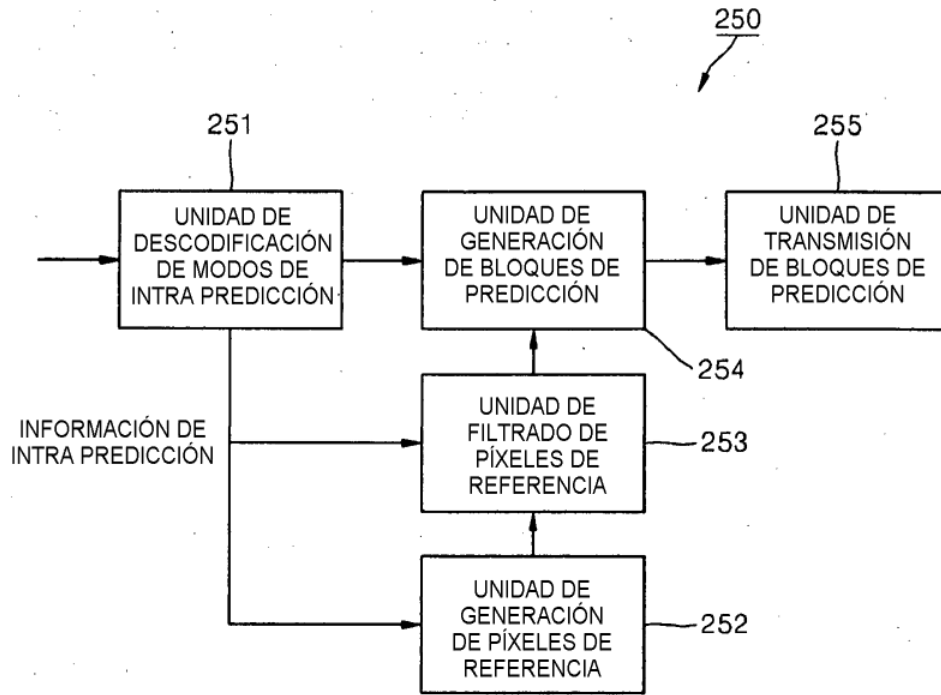 250
251
255
UNIDAD DE
DESCODIFICACIÓN
DE MODOS DE
INTRA PREDICCIÓN
UNIDAD DE
GENERACIÓN
DE BLOQUES DE
PREDICCIÓN
UNIDAD DE
TRANSMISIÓN
DE BLOQUES DE
PREDICCIÓN
254
INFORMACIÓN DE
INTRA PREDICCIÓN
UNIDAD DE
FILTRADO DE
PÍXELES DE
REFERENCIA
253
UNIDAD DE
GENERACIÓN
DE PÍXELES DE
REFERENCIA
252